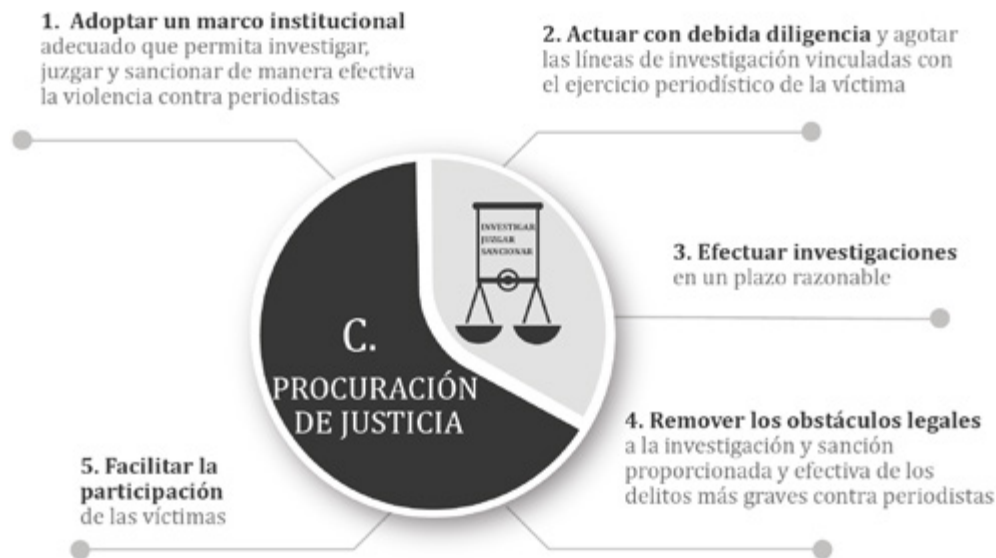 1. Adoptar un marco institucional
adecuado que permita investigar,
juzgar y sancionar de manera efectiva
la violencia contra periodistas
2. Actuar con debida diligencia y agotar
las líneas de investigación vinculadas con
el ejercicio periodístico de la víctima
INVESTIGAR
JUZGAR
SANCIONAR
3. Efectuar investigaciones
en un plazo razonable
C.
PROCURACIÓN
DE JUSTICIA
4. Remover los obstáculos legales
a la investigación y sanción
proporcionada y efectiva de los
delitos más graves contra periodistas
5. Facilitar la
participación
de las víctimas